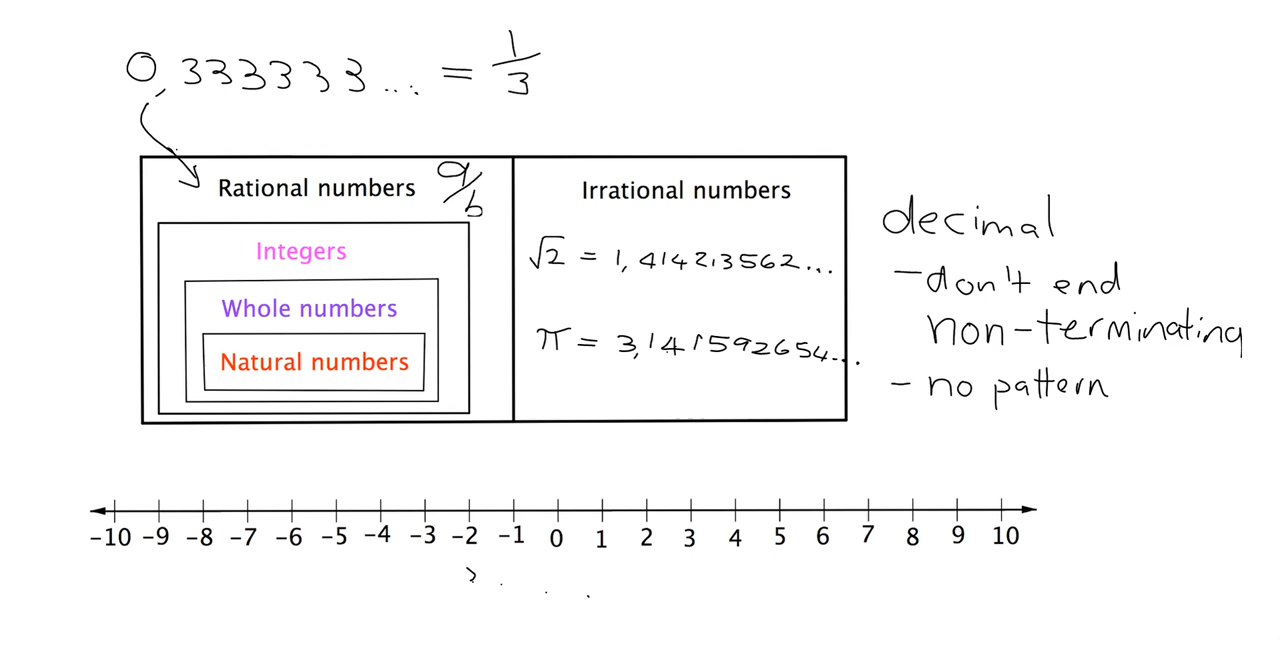 0,333333... = 1/3
Rational numbers a/b
Integers
Whole numbers
Natural numbers
Irrational numbers
√2 = 1,414213562...
π = 3,141592654...
decimal
- don't end
non-terminating
- no pattern
-10 -9 -8 -7 -6 -5 -4 -3 -2 -1 0 1 2 3 4 5 6 7 8 9 10